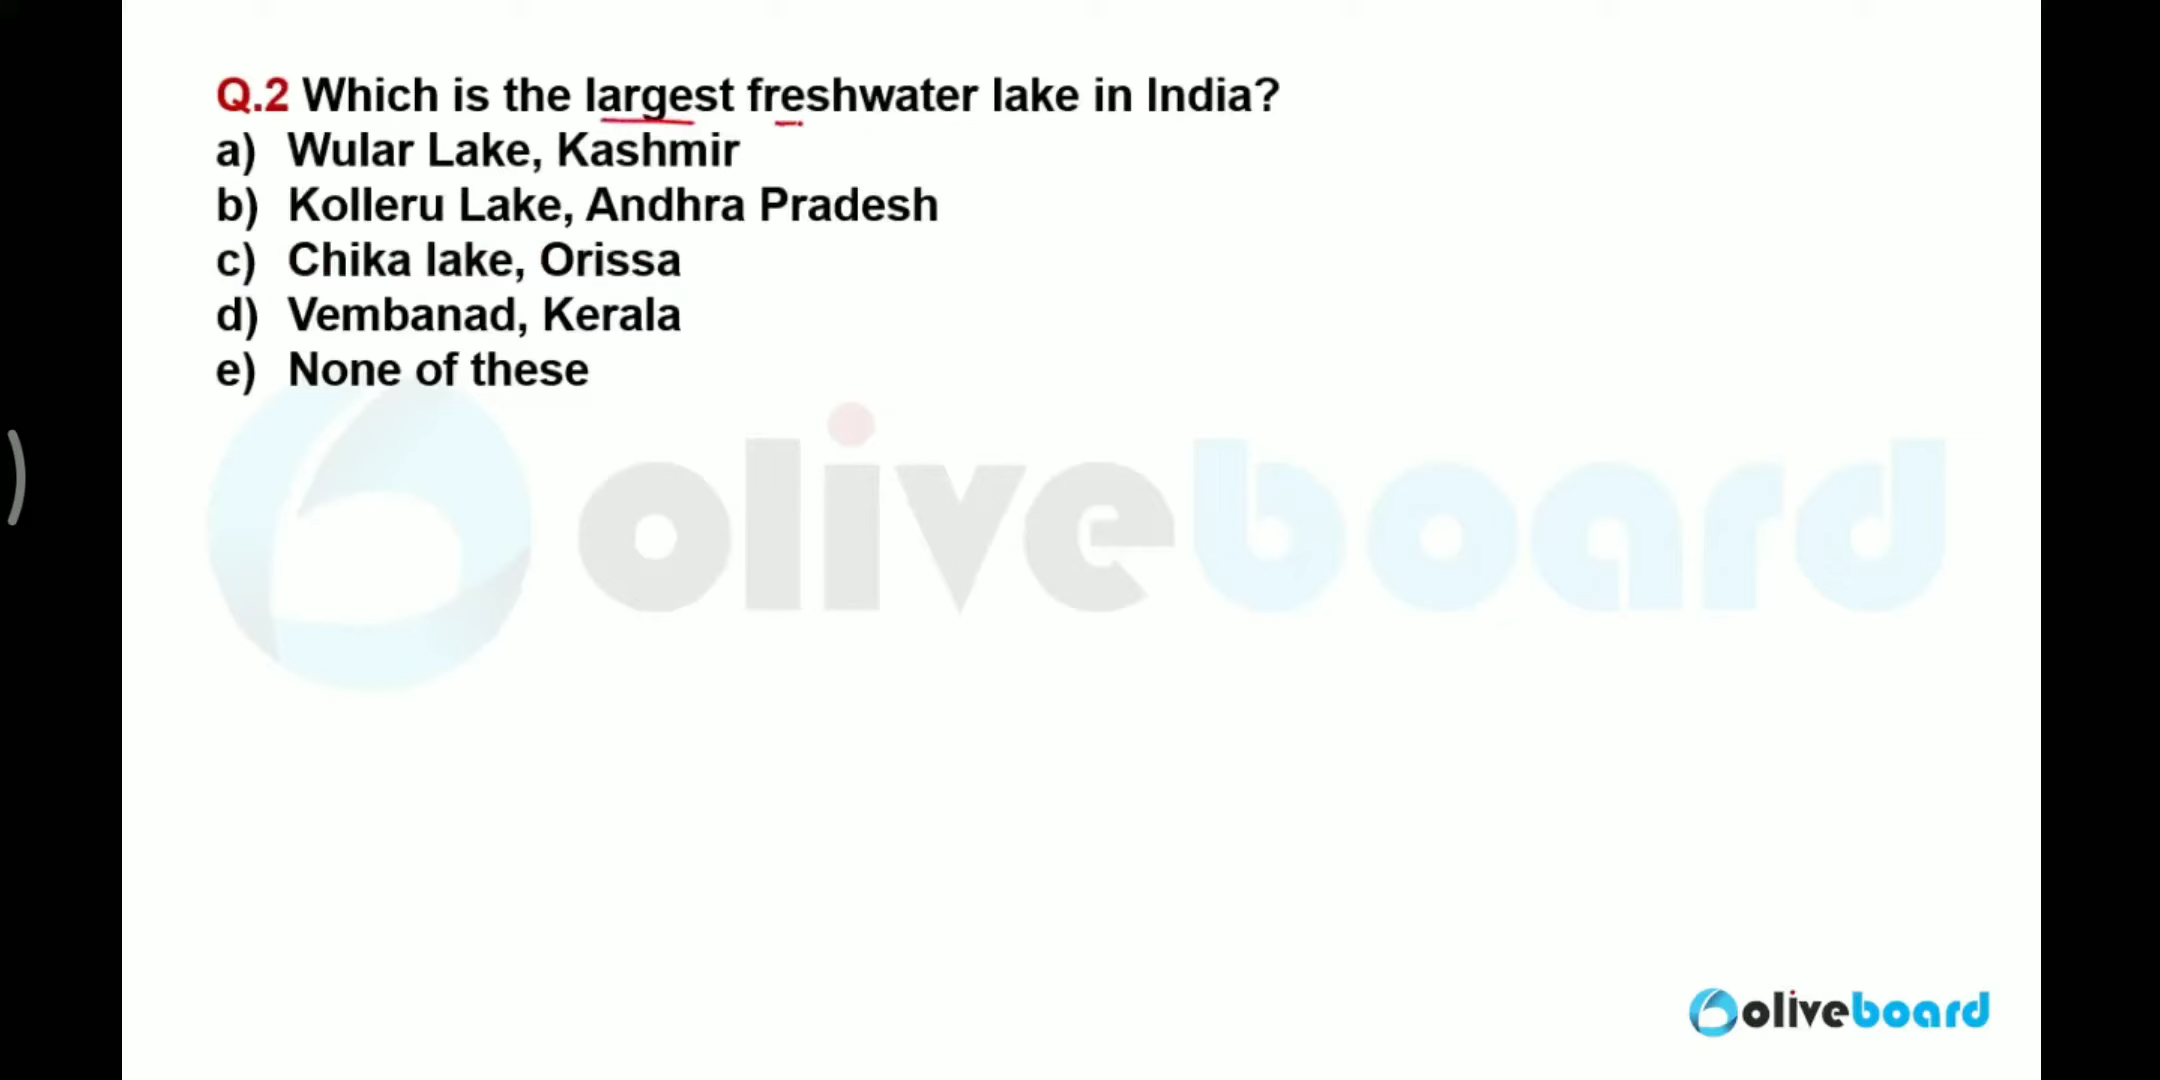 Q.2 Which is the largest freshwater lake in India?
a) Wular Lake, Kashmir
b) Kolleru Lake, Andhra Pradesh
c) Chika lake, Orissa
d) Vembanad, Kerala
e) None of these
oliveboard
oliveboard